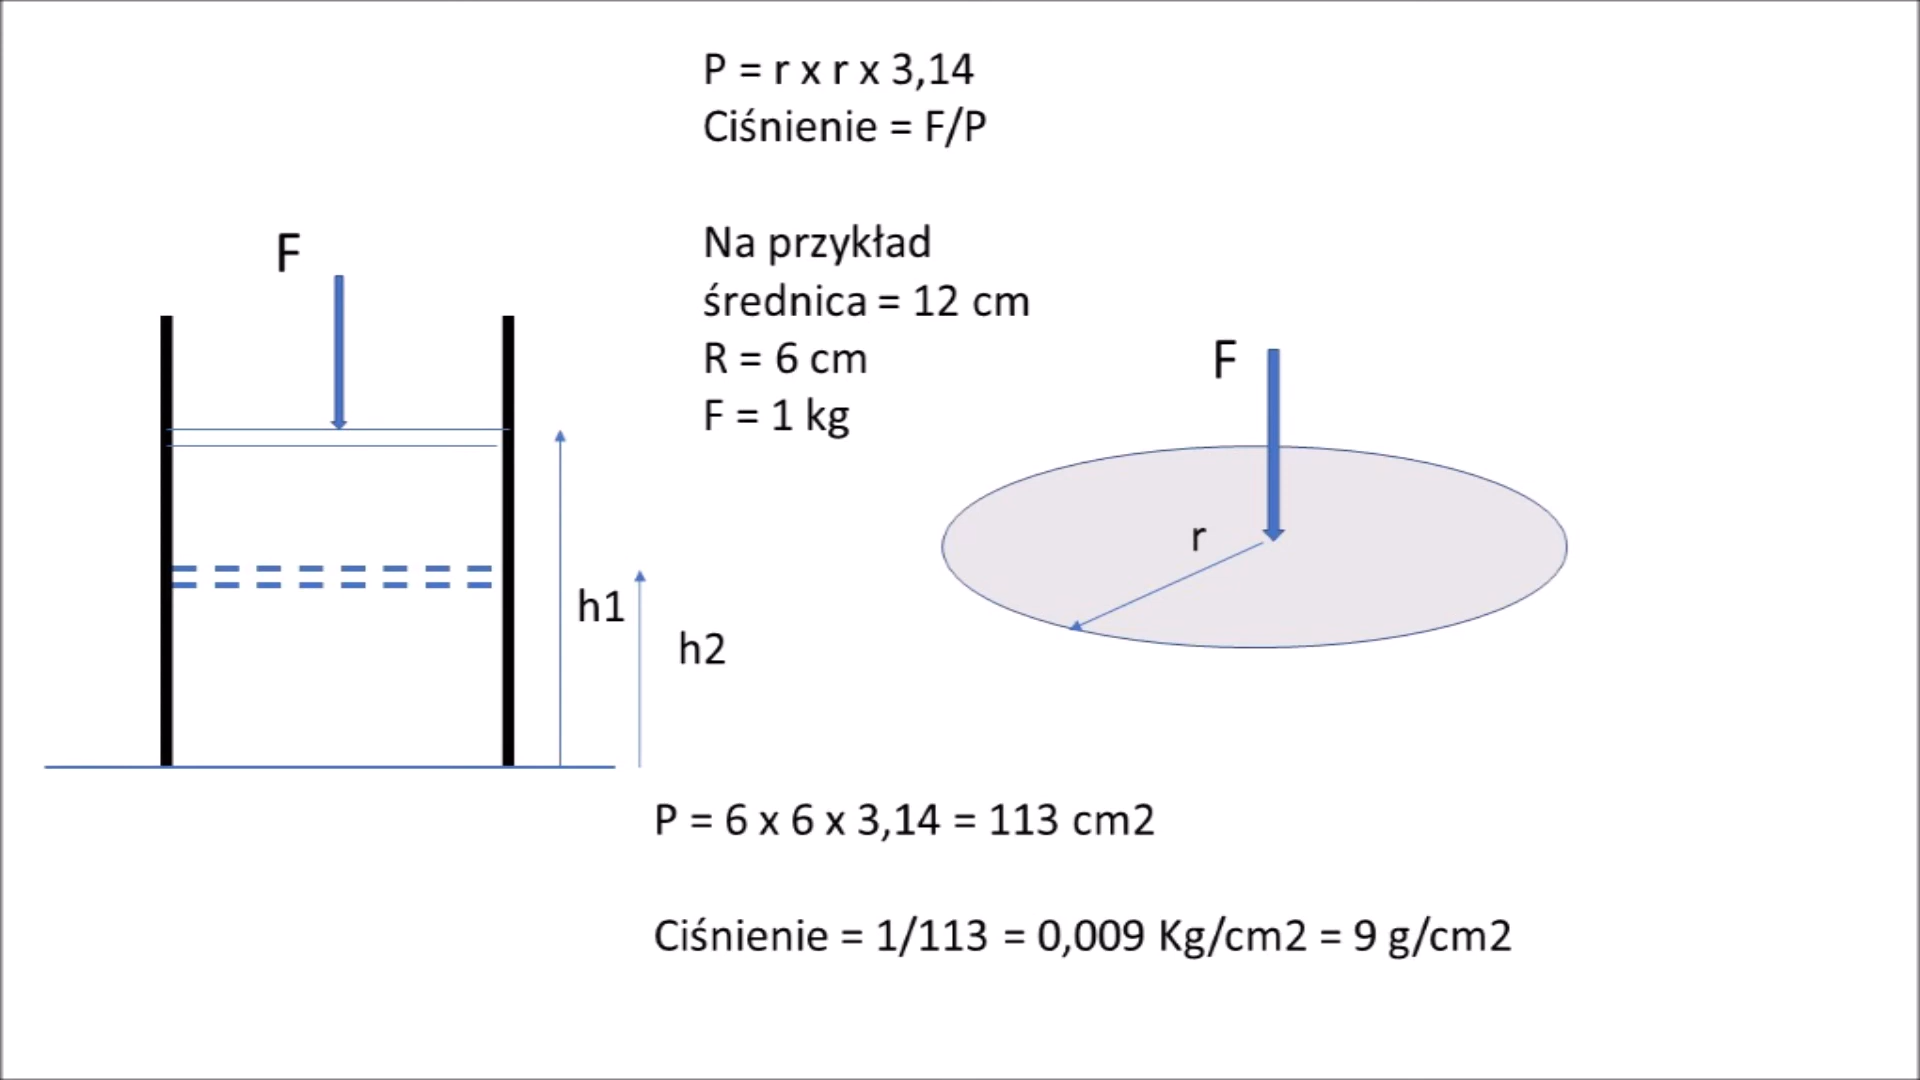 P = r x r x 3,14
Ciśnienie = F/P
Na przykład
średnica = 12 cm
R = 6 cm
F = 1 kg
F
F
r
h1
h2
P = 6 x 6 x 3,14 = 113 cm2
Ciśnienie = 1/113 = 0,009 Kg/cm2 = 9 g/cm2